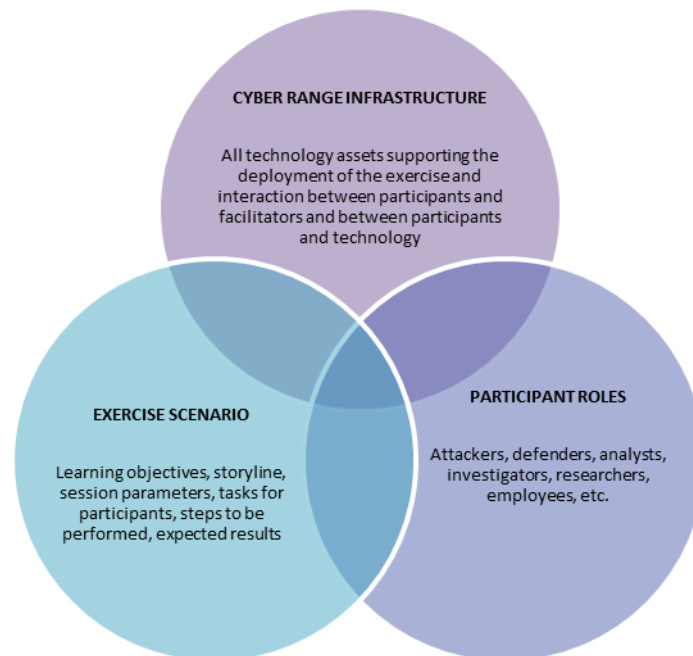 CYBER RANGE INFRASTRUCTURE
All technology assets supporting the
deployment of the exercise and
interaction between participants and
facilitators and between participants
and technology
EXERCISE SCENARIO
Learning objectives, storyline,
session parameters, tasks for
participants, steps to be
performed, expected results
PARTICIPANT ROLES
Attackers, defenders, analysts,
investigators, researchers,
employees, etc.